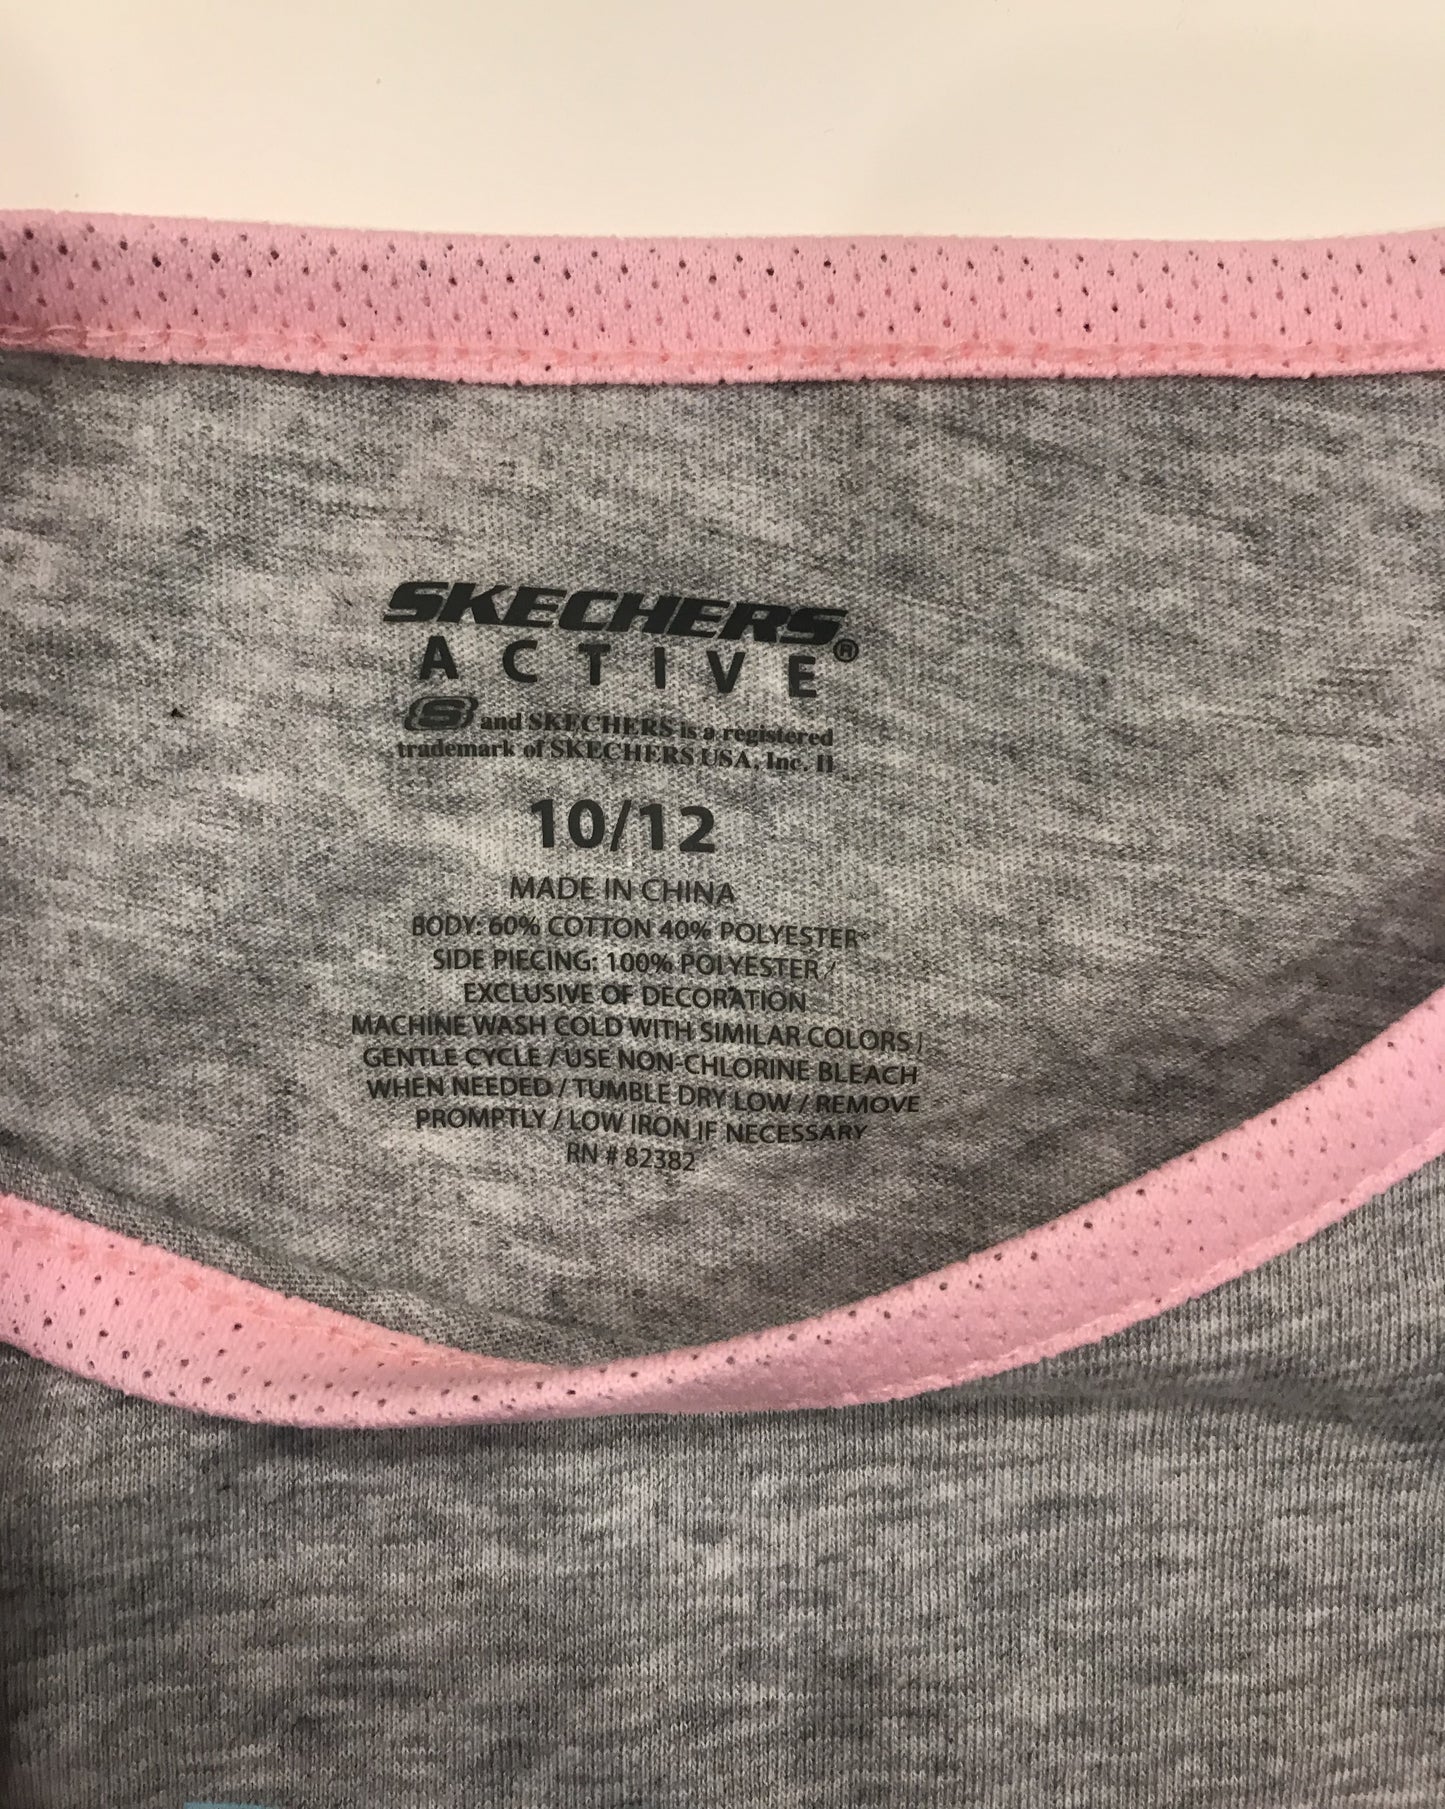 SKECHERS®
ACTIVE
S and SKECHERS is a registered
trademark of SKECHERS USA, Inc. II
10/12
MADE IN CHINA
BODY: 60% COTTON 40% POLYESTER
SIDE PIECING: 100% POLYESTER /
EXCLUSIVE OF DECORATION
MACHINE WASH COLD WITH SIMILAR COLORS /
GENTLE CYCLE / USE NON-CHLORINE BLEACH
WHEN NEEDED / TUMBLE DRY LOW / REMOVE
PROMPTLY / LOW IRON IF NECESSARY
RN # 82382